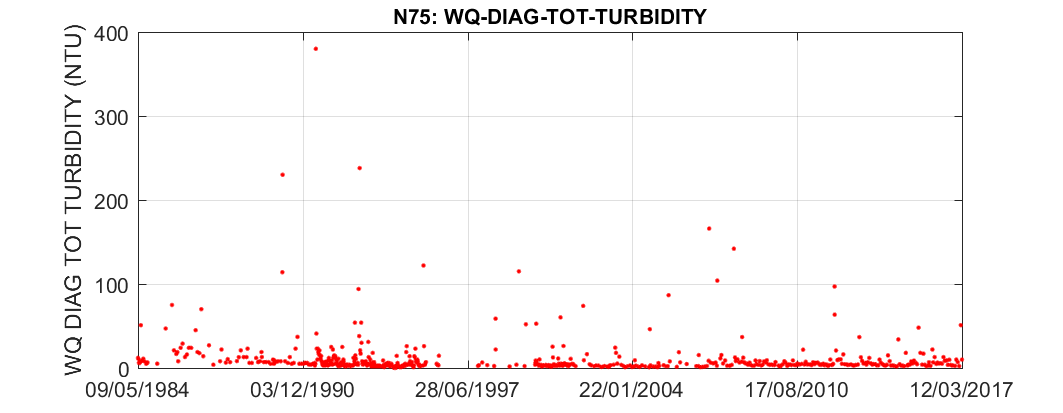 N75: WQ-DIAG-TOT-TURBIDITY
WQ DIAG TOT TURBIDITY (NTU)
400
300
200
100
0
09/05/1984 03/12/1990 28/06/1997 22/01/2004 17/08/2010 12/03/2017